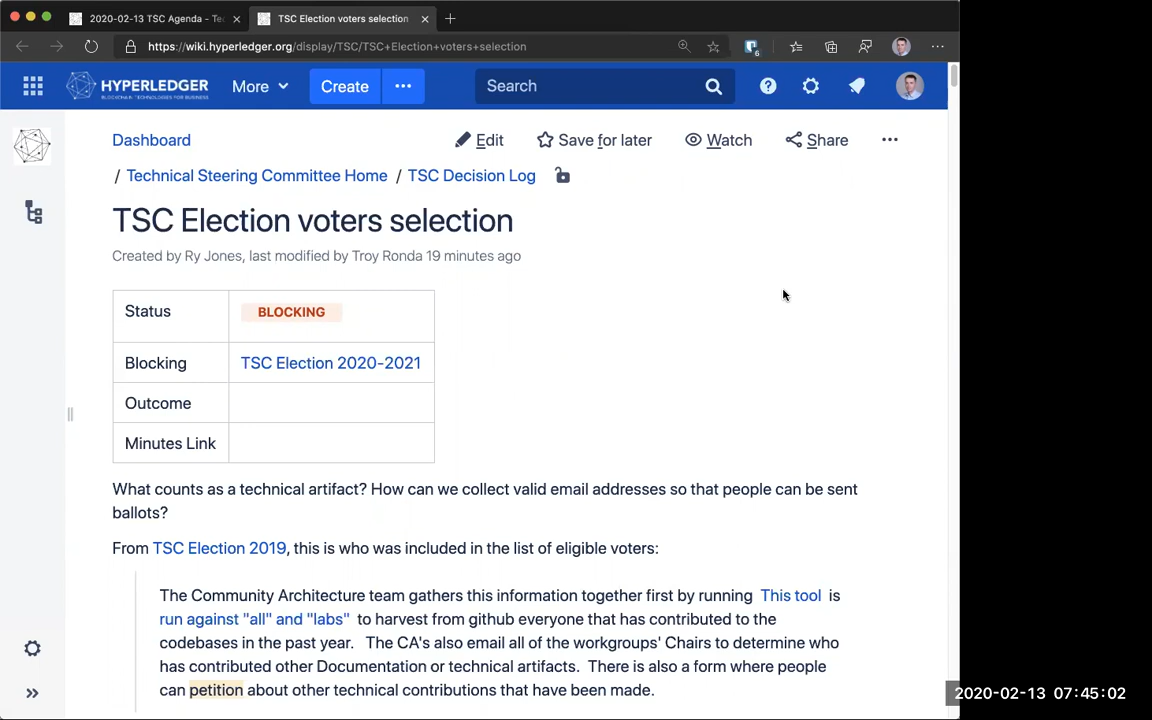 2020-02-13 TSC Agenda - Te
TSC Election voters selection
https://wiki.hyperledger.org/display/TSC/TSC+Election+voters+selection
6
HYPERLEDGER
BLOCKCHAIN TECHNOLOGIES FOR BUSINESS
More
Create
Search
Dashboard
Edit
Save for later
Watch
Share
/ Technical Steering Committee Home / TSC Decision Log
TSC Election voters selection
Created by Ry Jones, last modified by Troy Ronda 19 minutes ago
Status BLOCKING
Blocking TSC Election 2020-2021
Outcome
Minutes Link
What counts as a technical artifact? How can we collect valid email addresses so that people can be sent
ballots?
From TSC Election 2019, this is who was included in the list of eligible voters:
The Community Architecture team gathers this information together first by running This tool is
run against "all" and "labs" to harvest from github everyone that has contributed to the
codebases in the past year. The CA's also email all of the workgroups' Chairs to determine who
has contributed other Documentation or technical artifacts. There is also a form where people
can petition about other technical contributions that have been made.
2020-02-13 07:45:02